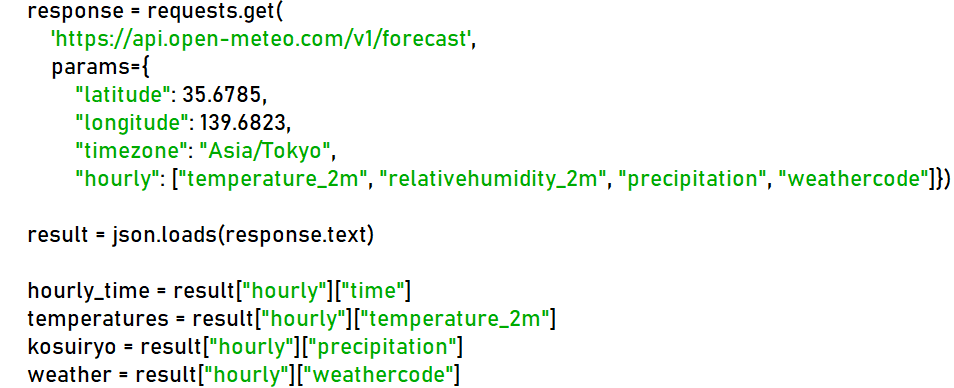 response = requests.get(
'https://api.open-meteo.com/v1/forecast',
params={
"latitude": 35.6785,
"longitude": 139.6823,
"timezone": "Asia/Tokyo",
"hourly": ["temperature_2m", "relativehumidity_2m", "precipitation", "weathercode"]})
result = json.loads(response.text)
hourly_time = result["hourly"]["time"]
temperatures = result["hourly"]["temperature_2m"]
kosuiryo = result["hourly"]["precipitation"]
weather = result["hourly"]["weathercode"]